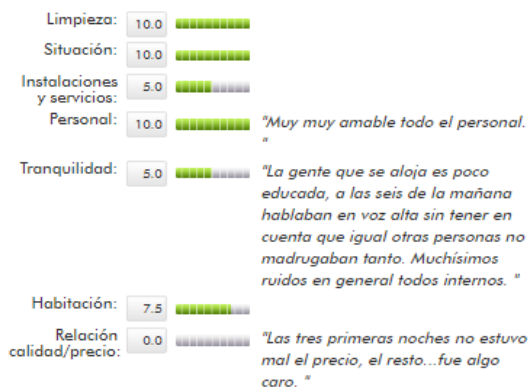 Limpieza: 10.0
Situación: 10.0
Instalaciones
y servicios: 5.0
Personal: 10.0 "Muy muy amable todo el personal.
"
Tranquilidad: 5.0 "La gente que se aloja es poco
educada, a las seis de la mañana
hablaban en voz alta sin tener en
cuenta que igual otras personas no
madrugaban tanto. Muchísimos
ruidos en general todos internos. "
Habitación: 7.5
Relación
calidad/precio: 0.0 "Las tres primeras noches no estuvo
mal el precio, el resto...fue algo
caro. "